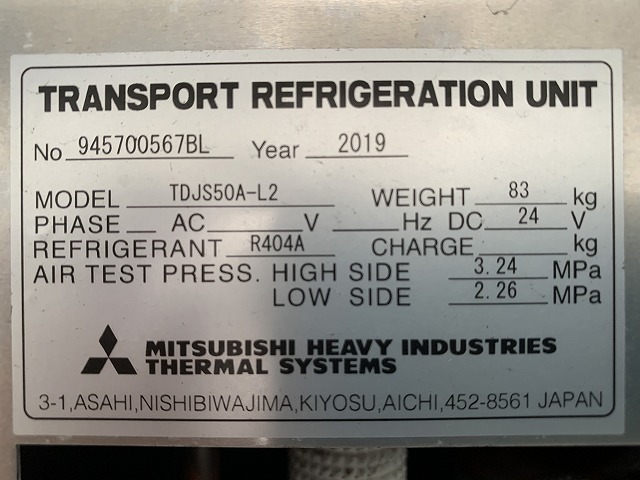 TRANSPORT REFRIGERATION UNIT
No 945700567BL Year 2019
MODEL TDJS50A-L2 WEIGHT 83 kg
PHASE AC V Hz DC 24 V
REFRIGERANT R404A CHARGE kg
AIR TEST PRESS. HIGH SIDE 3.24 MPa
LOW SIDE 2.26 MPa
MITSUBISHI HEAVY INDUSTRIES
THERMAL SYSTEMS
3-1,ASAHI,NISHIBIWAJIMA,KIYOSU,AICHI,452-8561 JAPAN